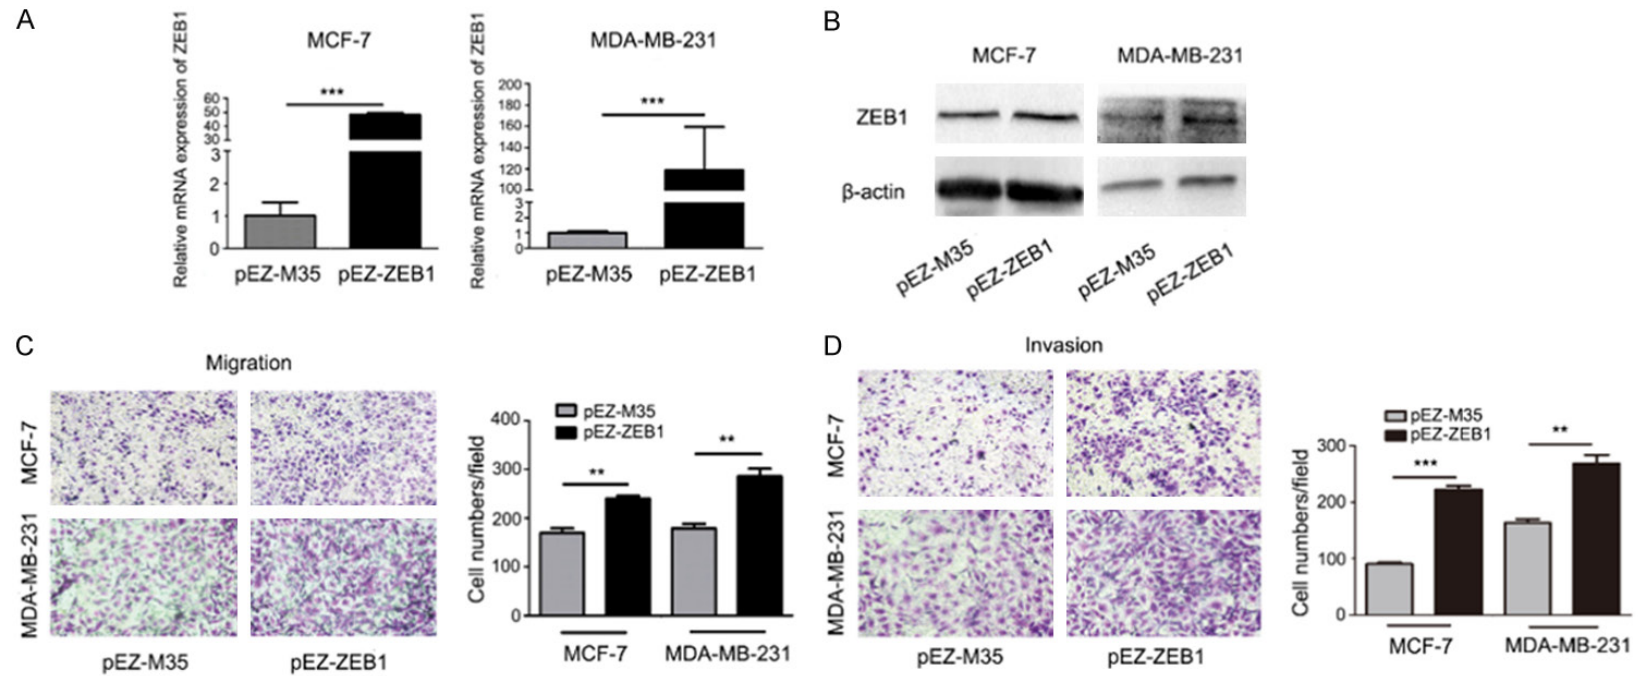 A
MCF-7
MDA-MB-231
Relative mRNA expression of ZEB1
60
50
40
30
3
2
1
0
***
pEZ-M35
pEZ-ZEB1
Relative mRNA expression of ZEB1
200
180
160
140
120
100
3
2
1
0
***
pEZ-M35
pEZ-ZEB1
B
MCF-7
MDA-MB-231
ZEB1
β-actin
pEZ-M35
pEZ-ZEB1
pEZ-M35
pEZ-ZEB1
C
Migration
MCF-7
MDA-MB-231
pEZ-M35
pEZ-ZEB1
Cell numbers/field
400
300
200
100
0
pEZ-M35
pEZ-ZEB1
**
**
MCF-7
MDA-MB-231
D
Invasion
MCF-7
MDA-MB-231
pEZ-M35
pEZ-ZEB1
Cell numbers/field
300
200
100
0
pEZ-M35
pEZ-ZEB1
***
**
MCF-7
MDA-MB-231